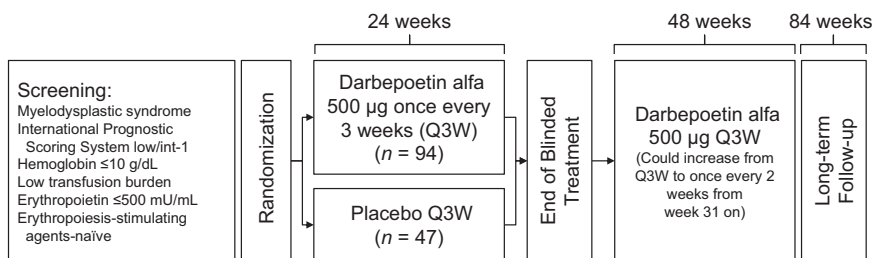 24 weeks
48 weeks
84 weeks
Screening:
Myelodysplastic syndrome
International Prognostic
Scoring System low/int-1
Hemoglobin ≤10 g/dL
Low transfusion burden
Erythropoietin ≤500 mU/mL
Erythropoiesis-stimulating
agents-naïve
Randomization
Darbepoetin alfa
500 µg once every
3 weeks (Q3W)
(n = 94)
Placebo Q3W
(n = 47)
End of Blinded
Treatment
Darbepoetin alfa
500 µg Q3W
(Could increase from
Q3W to once every 2
weeks from
week 31 on)
Long-term
Follow-up